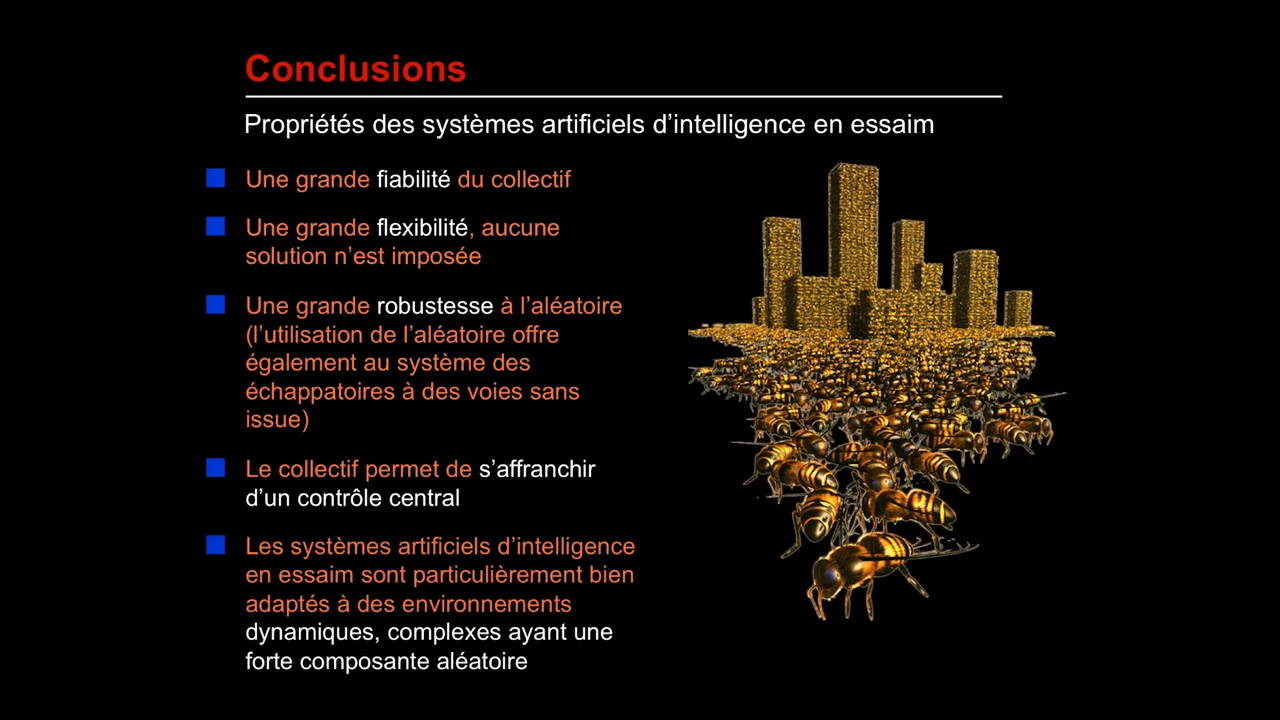 Conclusions
Propriétés des systèmes artificiels d’intelligence en essaim
Une grande fiabilité du collectif
Une grande flexibilité, aucune
solution n’est imposée
Une grande robustesse à l’aléatoire
(l’utilisation de l’aléatoire offre
également au système des
échappatoires à des voies sans
issue)
Le collectif permet de s’affranchir
d’un contrôle central
Les systèmes artificiels d’intelligence
en essaim sont particulièrement bien
adaptés à des environnements
dynamiques, complexes ayant une
forte composante aléatoire